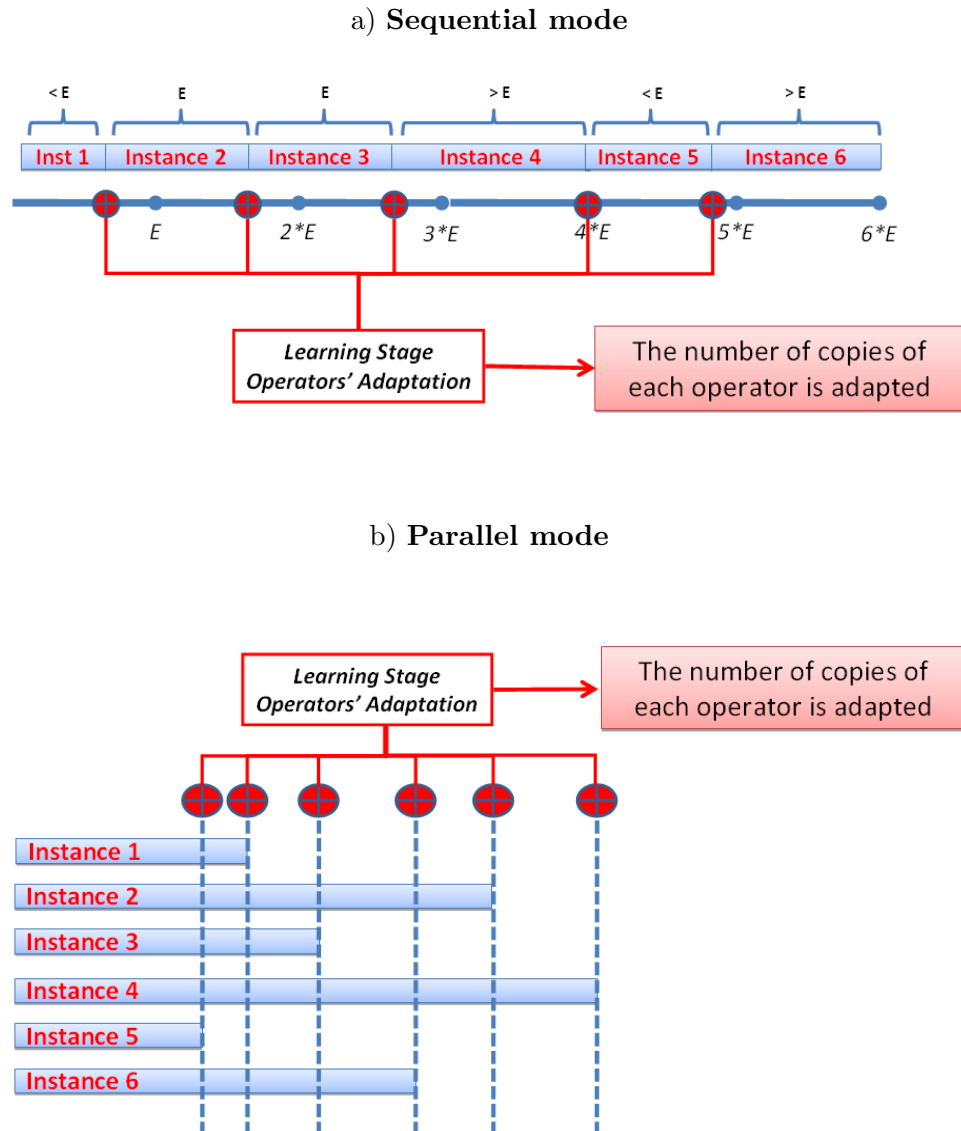 a) Sequential mode
< E E E > E < E > E
Inst 1 Instance 2 Instance 3 Instance 4 Instance 5 Instance 6
E 2*E 3*E 4*E 5*E 6*E
Learning Stage
Operators' Adaptation
The number of copies of
each operator is adapted
b) Parallel mode
Learning Stage
Operators' Adaptation
The number of copies of
each operator is adapted
Instance 1
Instance 2
Instance 3
Instance 4
Instance 5
Instance 6